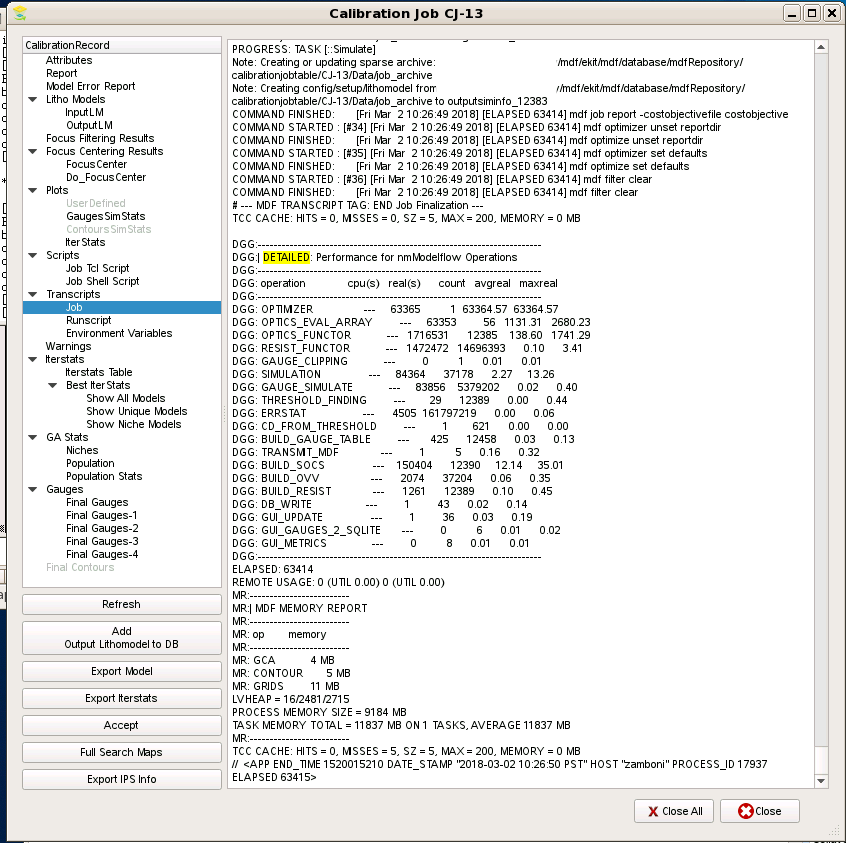 Calibration Job CJ-13
CalibrationRecord
Attributes
Report
Model Error Report
Litho Models
InputLM
OutputLM
Focus Filtering Results
Focus Centering Results
FocusCenter
Do_FocusCenter
Plots
UserDefined
GaugesSimStats
ContoursSimStats
IterStats
Scripts
Job Tcl Script
Job Shell Script
Transcripts
Job
Runscript
Environment Variables
Warnings
Iterstats
Iterstats Table
Best IterStats
Show All Models
Show Unique Models
Show Niche Models
GA Stats
Niches
Population
Population Stats
Gauges
Final Gauges
Final Gauges-1
Final Gauges-2
Final Gauges-3
Final Gauges-4
Final Contours
Refresh
Add
Output Lithomodel to DB
Export Model
Export Iterstats
Accept
Full Search Maps
Export IPS Info
PROGRESS: TASK [::Simulate]
Note: Creating or updating sparse archive: /mdf/ekit/mdf/database/mdfRepository/
calibrationjobtable/CJ-13/Data/job_archive
Note: Creating config/setup/lithomodel from /mdf/ekit/mdf/database/mdfRepository/
calibrationjobtable/CJ-13/Data/job_archive to outputsiminfo_12383
COMMAND FINISHED: [Fri Mar 2 10:26:49 2018] [ELAPSED 63414] mdf job report -costobjectivefile costobjective
COMMAND STARTED : [#34] [Fri Mar 2 10:26:49 2018] [ELAPSED 63414] mdf optimizer unset reportdir
COMMAND FINISHED: [Fri Mar 2 10:26:49 2018] [ELAPSED 63414] mdf optimize unset reportdir
COMMAND STARTED : [#35] [Fri Mar 2 10:26:49 2018] [ELAPSED 63414] mdf optimizer set defaults
COMMAND FINISHED: [Fri Mar 2 10:26:49 2018] [ELAPSED 63414] mdf optimize set defaults
COMMAND STARTED : [#36] [Fri Mar 2 10:26:49 2018] [ELAPSED 63414] mdf filter clear
COMMAND FINISHED: [Fri Mar 2 10:26:49 2018] [ELAPSED 63414] mdf filter clear
# --- MDF TRANSCRIPT TAG: END Job Finalization ---
TCC CACHE: HITS = 0, MISSES = 0, SZ = 5, MAX = 200, MEMORY = 0 MB
DGG:-----------------------------------------------------------------------
DGG:| DETAILED: Performance for nmModelflow Operations
DGG:-----------------------------------------------------------------------
DGG: operation cpu(s) real(s) count avgreal maxreal
DGG:-----------------------------------------------------------------------
DGG: OPTIMIZER --- 63365 1 63364.57 63364.57
DGG: OPTICS_EVAL_ARRAY --- 63353 56 1131.31 2680.23
DGG: OPTICS_FUNCTOR --- 1716531 12385 138.60 1741.29
DGG: RESIST_FUNCTOR --- 1472472 14696393 0.10 3.41
DGG: GAUGE_CLIPPING --- 0 1 0.01 0.01
DGG: SIMULATION --- 84364 37178 2.27 13.26
DGG: GAUGE_SIMULATE --- 83856 5379202 0.02 0.40
DGG: THRESHOLD_FINDING --- 29 12389 0.00 0.44
DGG: ERRSTAT --- 4505 161797219 0.00 0.06
DGG: CD_FROM_THRESHOLD --- 1 621 0.00 0.00
DGG: BUILD_GAUGE_TABLE --- 425 12458 0.03 0.13
DGG: TRANSMIT_MDF --- 1 5 0.16 0.32
DGG: BUILD_SOCS --- 150404 12390 12.14 35.01
DGG: BUILD_OVV --- 2074 37204 0.06 0.35
DGG: BUILD_RESIST --- 1261 12389 0.10 0.45
DGG: DB_WRITE --- 1 43 0.02 0.14
DGG: GUI_UPDATE --- 1 36 0.03 0.19
DGG: GUI_GAUGES_2_SQLITE --- 0 6 0.01 0.02
DGG: GUI_METRICS --- 0 8 0.01 0.01
DGG:-----------------------------------------------------------------------
ELAPSED: 63414
REMOTE USAGE: 0 (UTIL 0.00) 0 (UTIL 0.00)
MR:-------------------------
MR:| MDF MEMORY REPORT
MR:-------------------------
MR: op memory
MR:-------------------------
MR: GCA 4 MB
MR: CONTOUR 5 MB
MR: GRIDS 11 MB
LVHEAP = 16/2481/2715
PROCESS MEMORY SIZE = 9184 MB
TASK MEMORY TOTAL = 11837 MB ON 1 TASKS, AVERAGE 11837 MB
MR:-------------------------
TCC CACHE: HITS = 0, MISSES = 5, SZ = 5, MAX = 200, MEMORY = 0 MB
// <APP END_TIME 1520015210 DATE_STAMP "2018-03-02 10:26:50 PST" HOST "zamboni" PROCESS_ID 17937
ELAPSED 63415>
Close All
Close